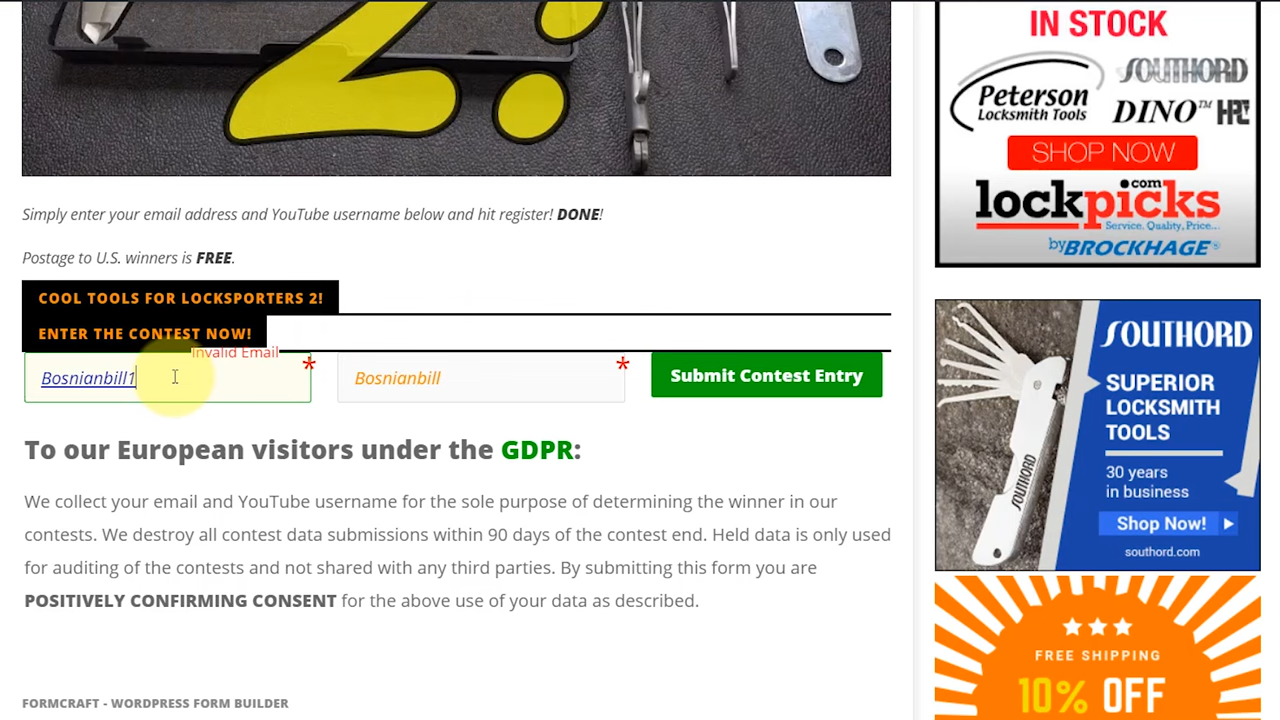 2!
Simply enter your email address and YouTube username below and hit register! DONE!
Postage to U.S. winners is FREE.
COOL TOOLS FOR LOCKSPORTERS 2!
ENTER THE CONTEST NOW!
Invalid Email
*
*
Bosnianbill1
Bosnianbill
Submit Contest Entry
To our European visitors under the GDPR:
We collect your email and YouTube username for the sole purpose of determining the winner in our
contests. We destroy all contest data submissions within 90 days of the contest end. Held data is only used
for auditing of the contests and not shared with any third parties. By submitting this form you are
POSITIVELY CONFIRMING CONSENT for the above use of your data as described.
FORMCRAFT - WORDPRESS FORM BUILDER
IN STOCK
Peterson
Locksmith Tools
SOUTHORD
DINO™ HPC
SHOP NOW
lockpicks.com
Service, Quality, Price...
by BROCKHAGE®
SOUTHORD
SUPERIOR
LOCKSMITH
TOOLS
30 years
in business
Shop Now!
southord.com
SOUTHORD
FREE SHIPPING
10% OFF